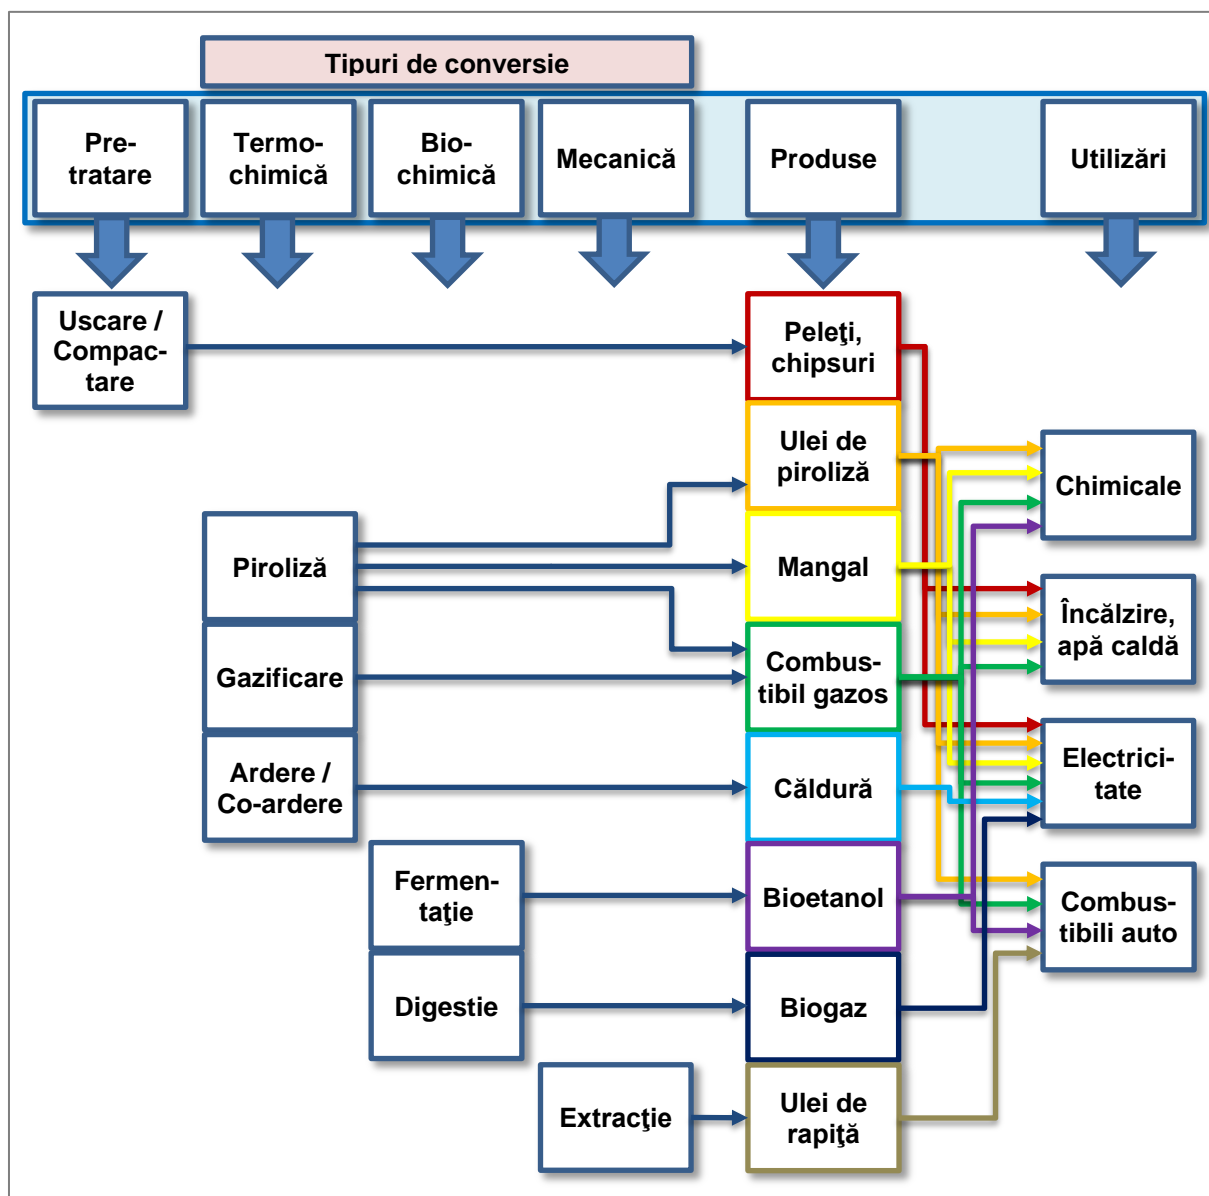 Tipuri de conversie
Pre-
tratare
Termo-
chimică
Bio-
chimică
Mecanică
Produse
Utilizări
Uscare /
Compac-
tare
Peleţi,
chipsuri
Ulei de
piroliză
Chimicale
Piroliză
Mangal
Încălzire,
apă caldă
Gazificare
Combus-
tibil gazos
Ardere /
Co-ardere
Căldură
Electrici-
tate
Fermen-
taţie
Bioetanol
Combus-
tibili auto
Digestie
Biogaz
Extracţie
Ulei de
rapiţă